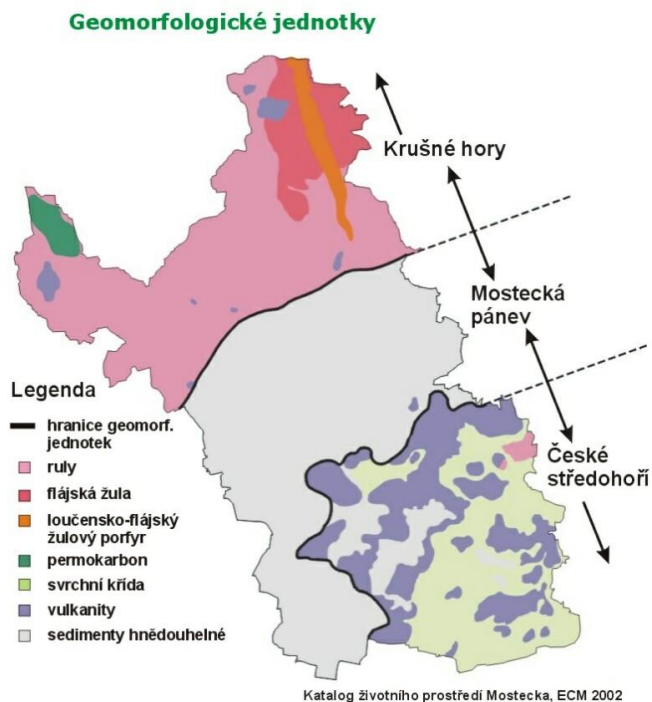 Geomorfologické jednotky
Krušné hory
Mostecká
pánev
České
středohoří
Legenda
hranice geomorf.
jednotek
ruly
flájská žula
loučensko-flájský
žulový porfyr
permokarbon
svrchní křída
vulkanity
sedimenty hnědouhelné
Katalog životního prostředí Mostecka, ECM 2002